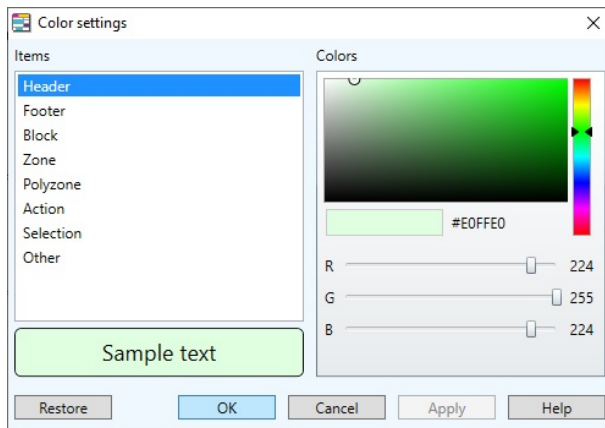 Color settings
Items
Header
Footer
Block
Zone
Polyzone
Action
Selection
Other
Sample text
Colors
#E0FFE0
R 224
G 255
B 224
Restore OK Cancel Apply Help